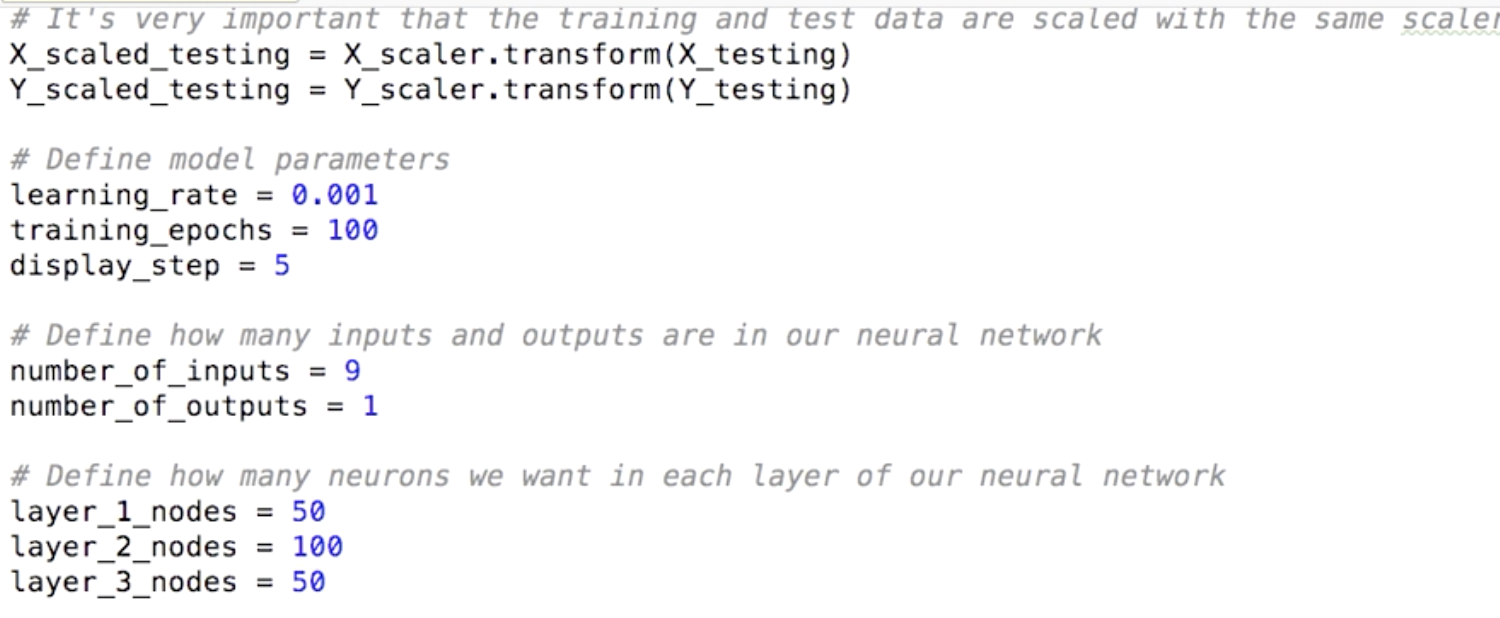 # It's very important that the training and test data are scaled with the same scaler
X_scaled_testing = X_scaler.transform(X_testing)
Y_scaled_testing = Y_scaler.transform(Y_testing)
# Define model parameters
learning_rate = 0.001
training_epochs = 100
display_step = 5
# Define how many inputs and outputs are in our neural network
number_of_inputs = 9
number_of_outputs = 1
# Define how many neurons we want in each layer of our neural network
layer_1_nodes = 50
layer_2_nodes = 100
layer_3_nodes = 50